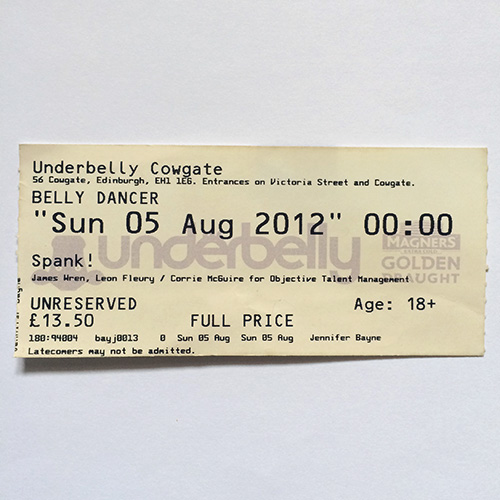 Underbelly Cowgate
56 Cowgate, Edinburgh, EH1 1EG. Entrances on Victoria Street and Cowgate.
BELLY DANCER
"Sun 05 Aug 2012" 00:00
underbelly
MAGNERS
GOLDEN
DRAUGHT
Spank!
James Wren, Leon Fleury / Corrie McGuire for Objective Talent Management
UNRESERVED Age: 18+
£13.50 FULL PRICE
180:94004 bayj0013 0 Sun 05 Aug Sun 05 Aug Jennifer Bayne
Latecomers may not be admitted.